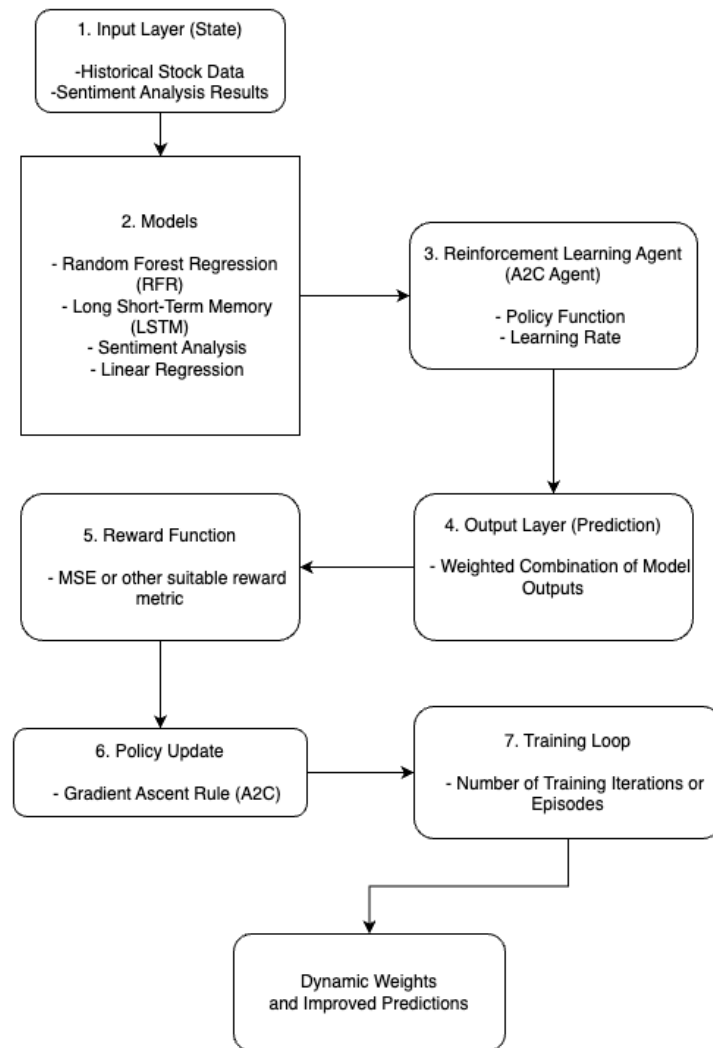 1. Input Layer (State)
-Historical Stock Data
-Sentiment Analysis Results
2. Models
- Random Forest Regression
(RFR)
- Long Short-Term Memory
(LSTM)
- Sentiment Analysis
- Linear Regression
3. Reinforcement Learning Agent
(A2C Agent)
- Policy Function
- Learning Rate
4. Output Layer (Prediction)
- Weighted Combination of Model
Outputs
5. Reward Function
- MSE or other suitable reward
metric
6. Policy Update
- Gradient Ascent Rule (A2C)
7. Training Loop
- Number of Training Iterations or
Episodes
Dynamic Weights
and Improved Predictions